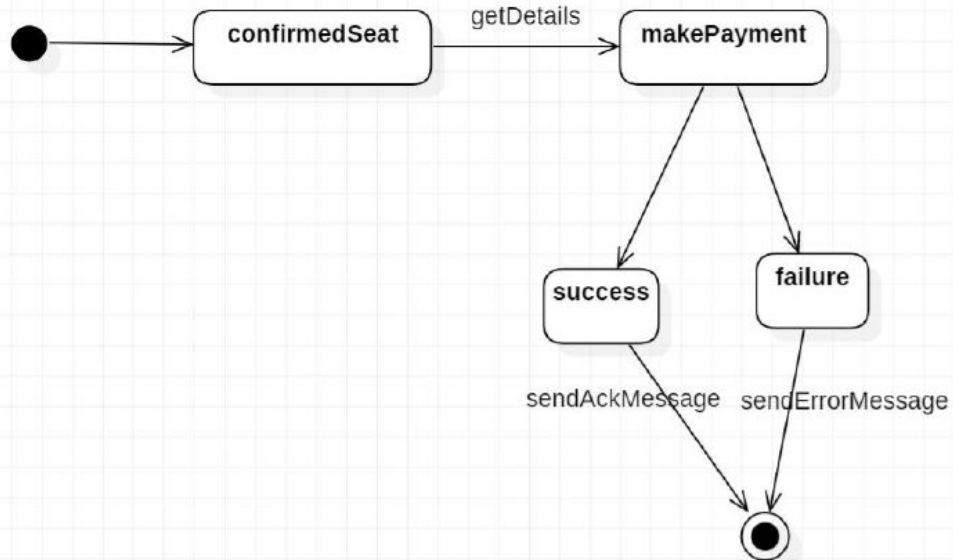 getDetails
confirmedSeat
makePayment
success
failure
sendAckMessage
sendErrorMessage